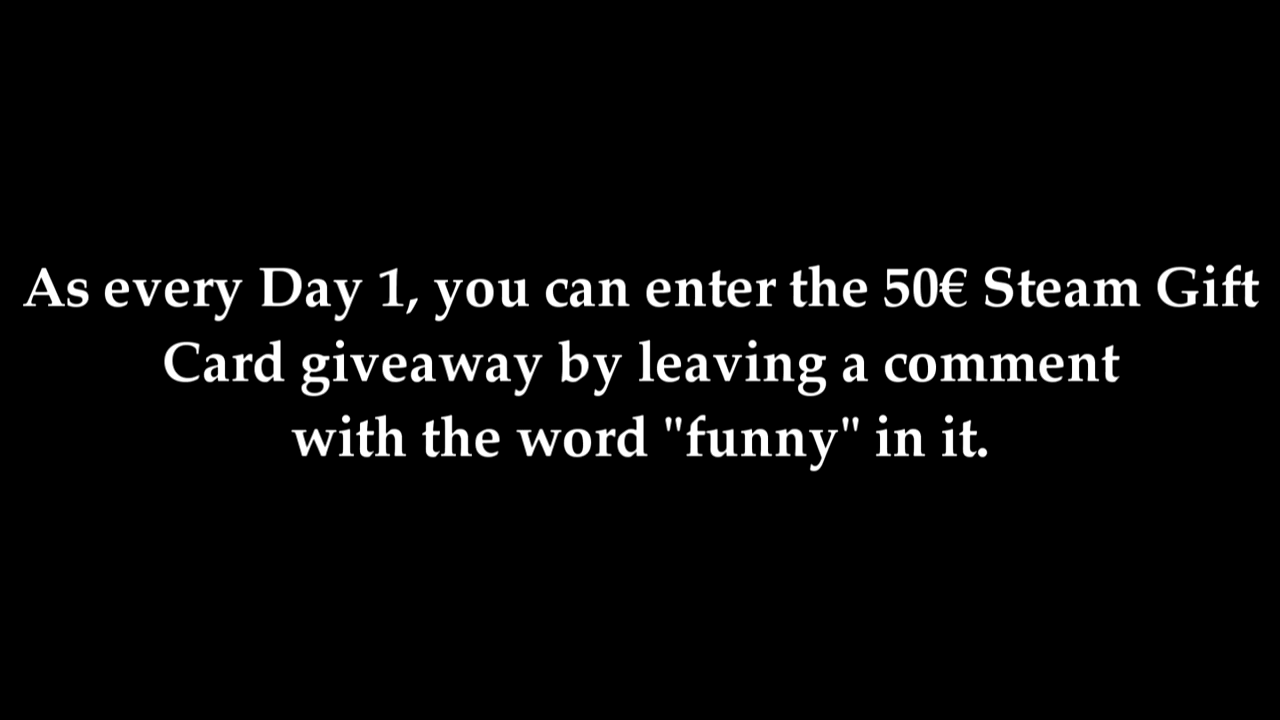 As every Day 1, you can enter the 50€ Steam Gift
Card giveaway by leaving a comment
with the word "funny" in it.